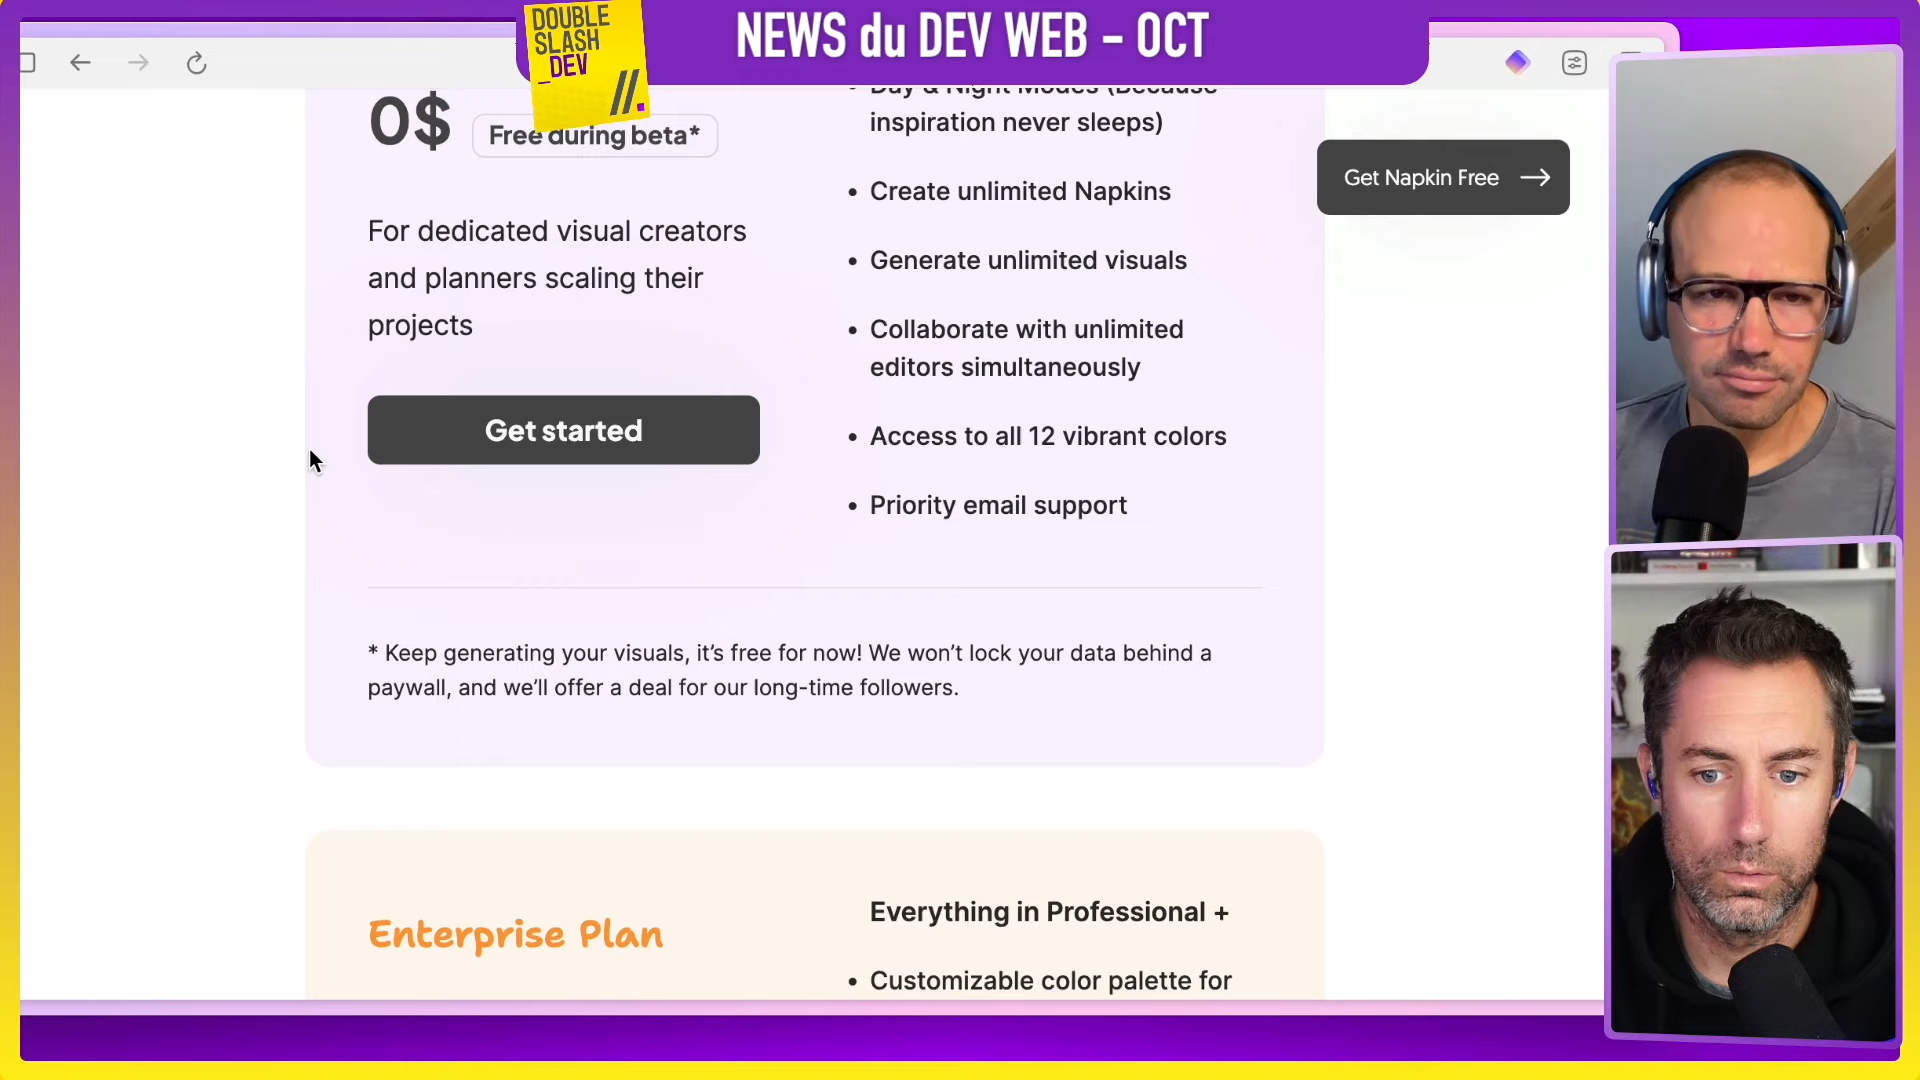 DOUBLE
SLASH
_DEV
//.
NEWS du DEV WEB - OCT
0$
Free during beta*
For dedicated visual creators
and planners scaling their
projects
Get started
Day & Night Modes (Because
inspiration never sleeps)
• Create unlimited Napkins
• Generate unlimited visuals
• Collaborate with unlimited
editors simultaneously
• Access to all 12 vibrant colors
• Priority email support
Get Napkin Free
* Keep generating your visuals, it’s free for now! We won’t lock your data behind a
paywall, and we’ll offer a deal for our long-time followers.
Enterprise Plan
Everything in Professional +
• Customizable color palette for